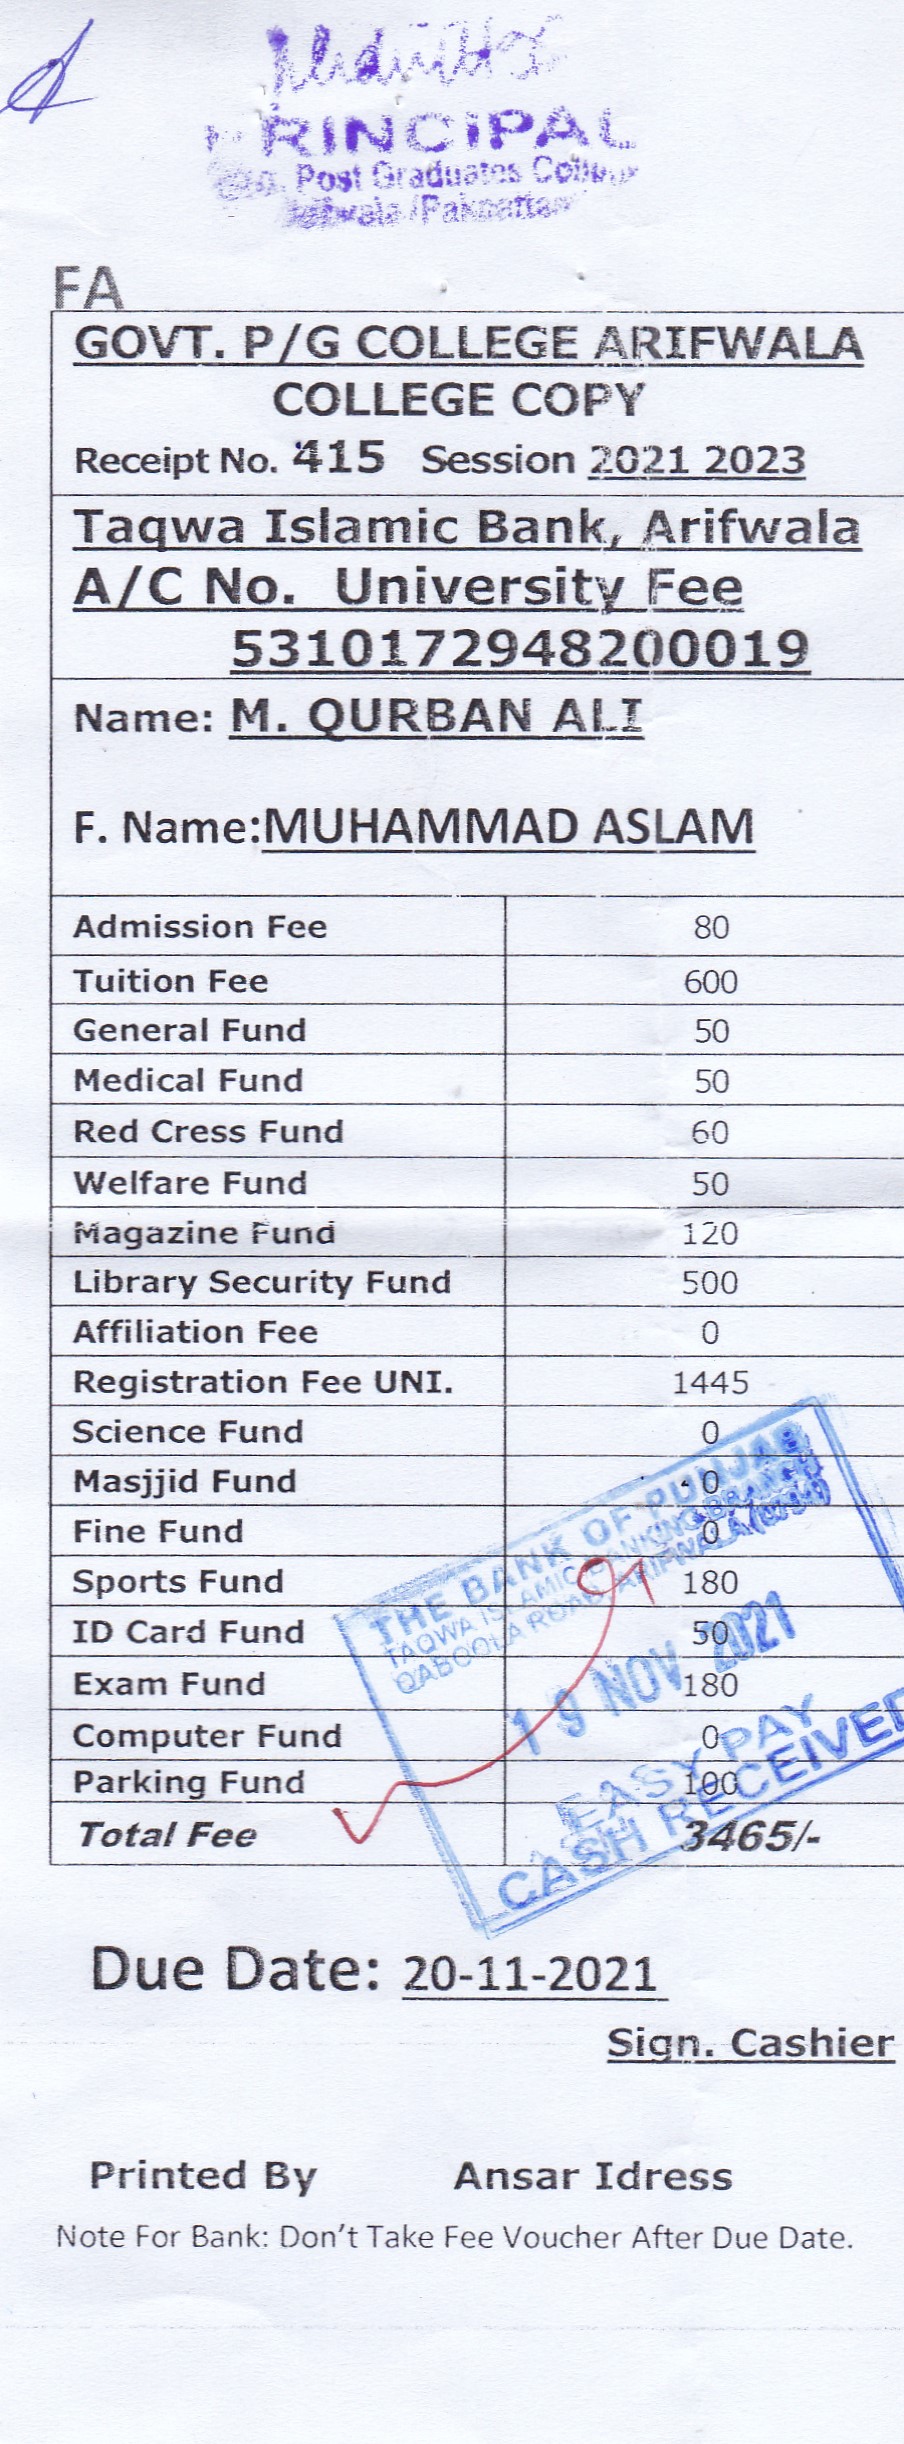 PRINCIPAL
Post Graduates College
FA
GOVT. P/G COLLEGE ARIFWALA
COLLEGE COPY
Receipt No. 415 Session 2021 2023
Taqwa Islamic Bank, Arifwala
A/C No. University Fee
5310172948200019
Name: M. QURBAN ALI
F. Name:MUHAMMAD ASLAM
Admission Fee 80
Tuition Fee 600
General Fund 50
Medical Fund 50
Red Cress Fund 60
Welfare Fund 50
Magazine Fund 120
Library Security Fund 500
Affiliation Fee 0
Registration Fee UNI. 1445
Science Fund 0
Masjjid Fund 0
Fine Fund 0
Sports Fund 180
ID Card Fund 50
Exam Fund 180
Computer Fund 0
Parking Fund 100
Total Fee 3465/-
THE BANK OF PUNJAB
TAQWA ISLAMIC BANKING BRANCH
QABOOLA ROAD ARIFWALA
19 NOV 2021
EASY PAY
CASH RECEIVED
Due Date: 20-11-2021
Sign. Cashier
Printed By Ansar Idress
Note For Bank: Don't Take Fee Voucher After Due Date.